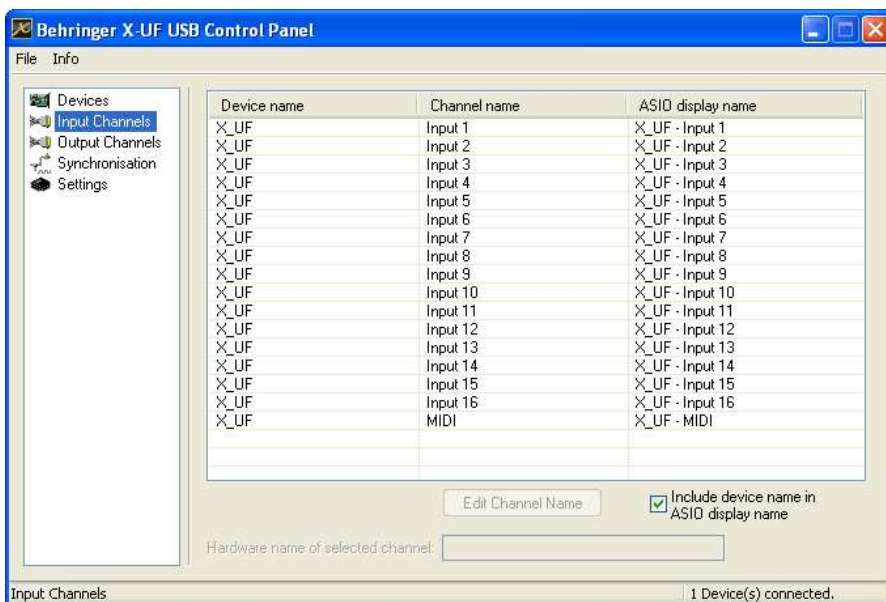 Behringer X-UF USB Control Panel
File Info
Devices
Input Channels
Output Channels
Synchronisation
Settings
Device name Channel name ASIO display name
X_UF Input 1 X_UF - Input 1
X_UF Input 2 X_UF - Input 2
X_UF Input 3 X_UF - Input 3
X_UF Input 4 X_UF - Input 4
X_UF Input 5 X_UF - Input 5
X_UF Input 6 X_UF - Input 6
X_UF Input 7 X_UF - Input 7
X_UF Input 8 X_UF - Input 8
X_UF Input 9 X_UF - Input 9
X_UF Input 10 X_UF - Input 10
X_UF Input 11 X_UF - Input 11
X_UF Input 12 X_UF - Input 12
X_UF Input 13 X_UF - Input 13
X_UF Input 14 X_UF - Input 14
X_UF Input 15 X_UF - Input 15
X_UF Input 16 X_UF - Input 16
X_UF MIDI X_UF - MIDI
Edit Channel Name
Include device name in
ASIO display name
Hardware name of selected channel:
Input Channels
1 Device(s) connected.